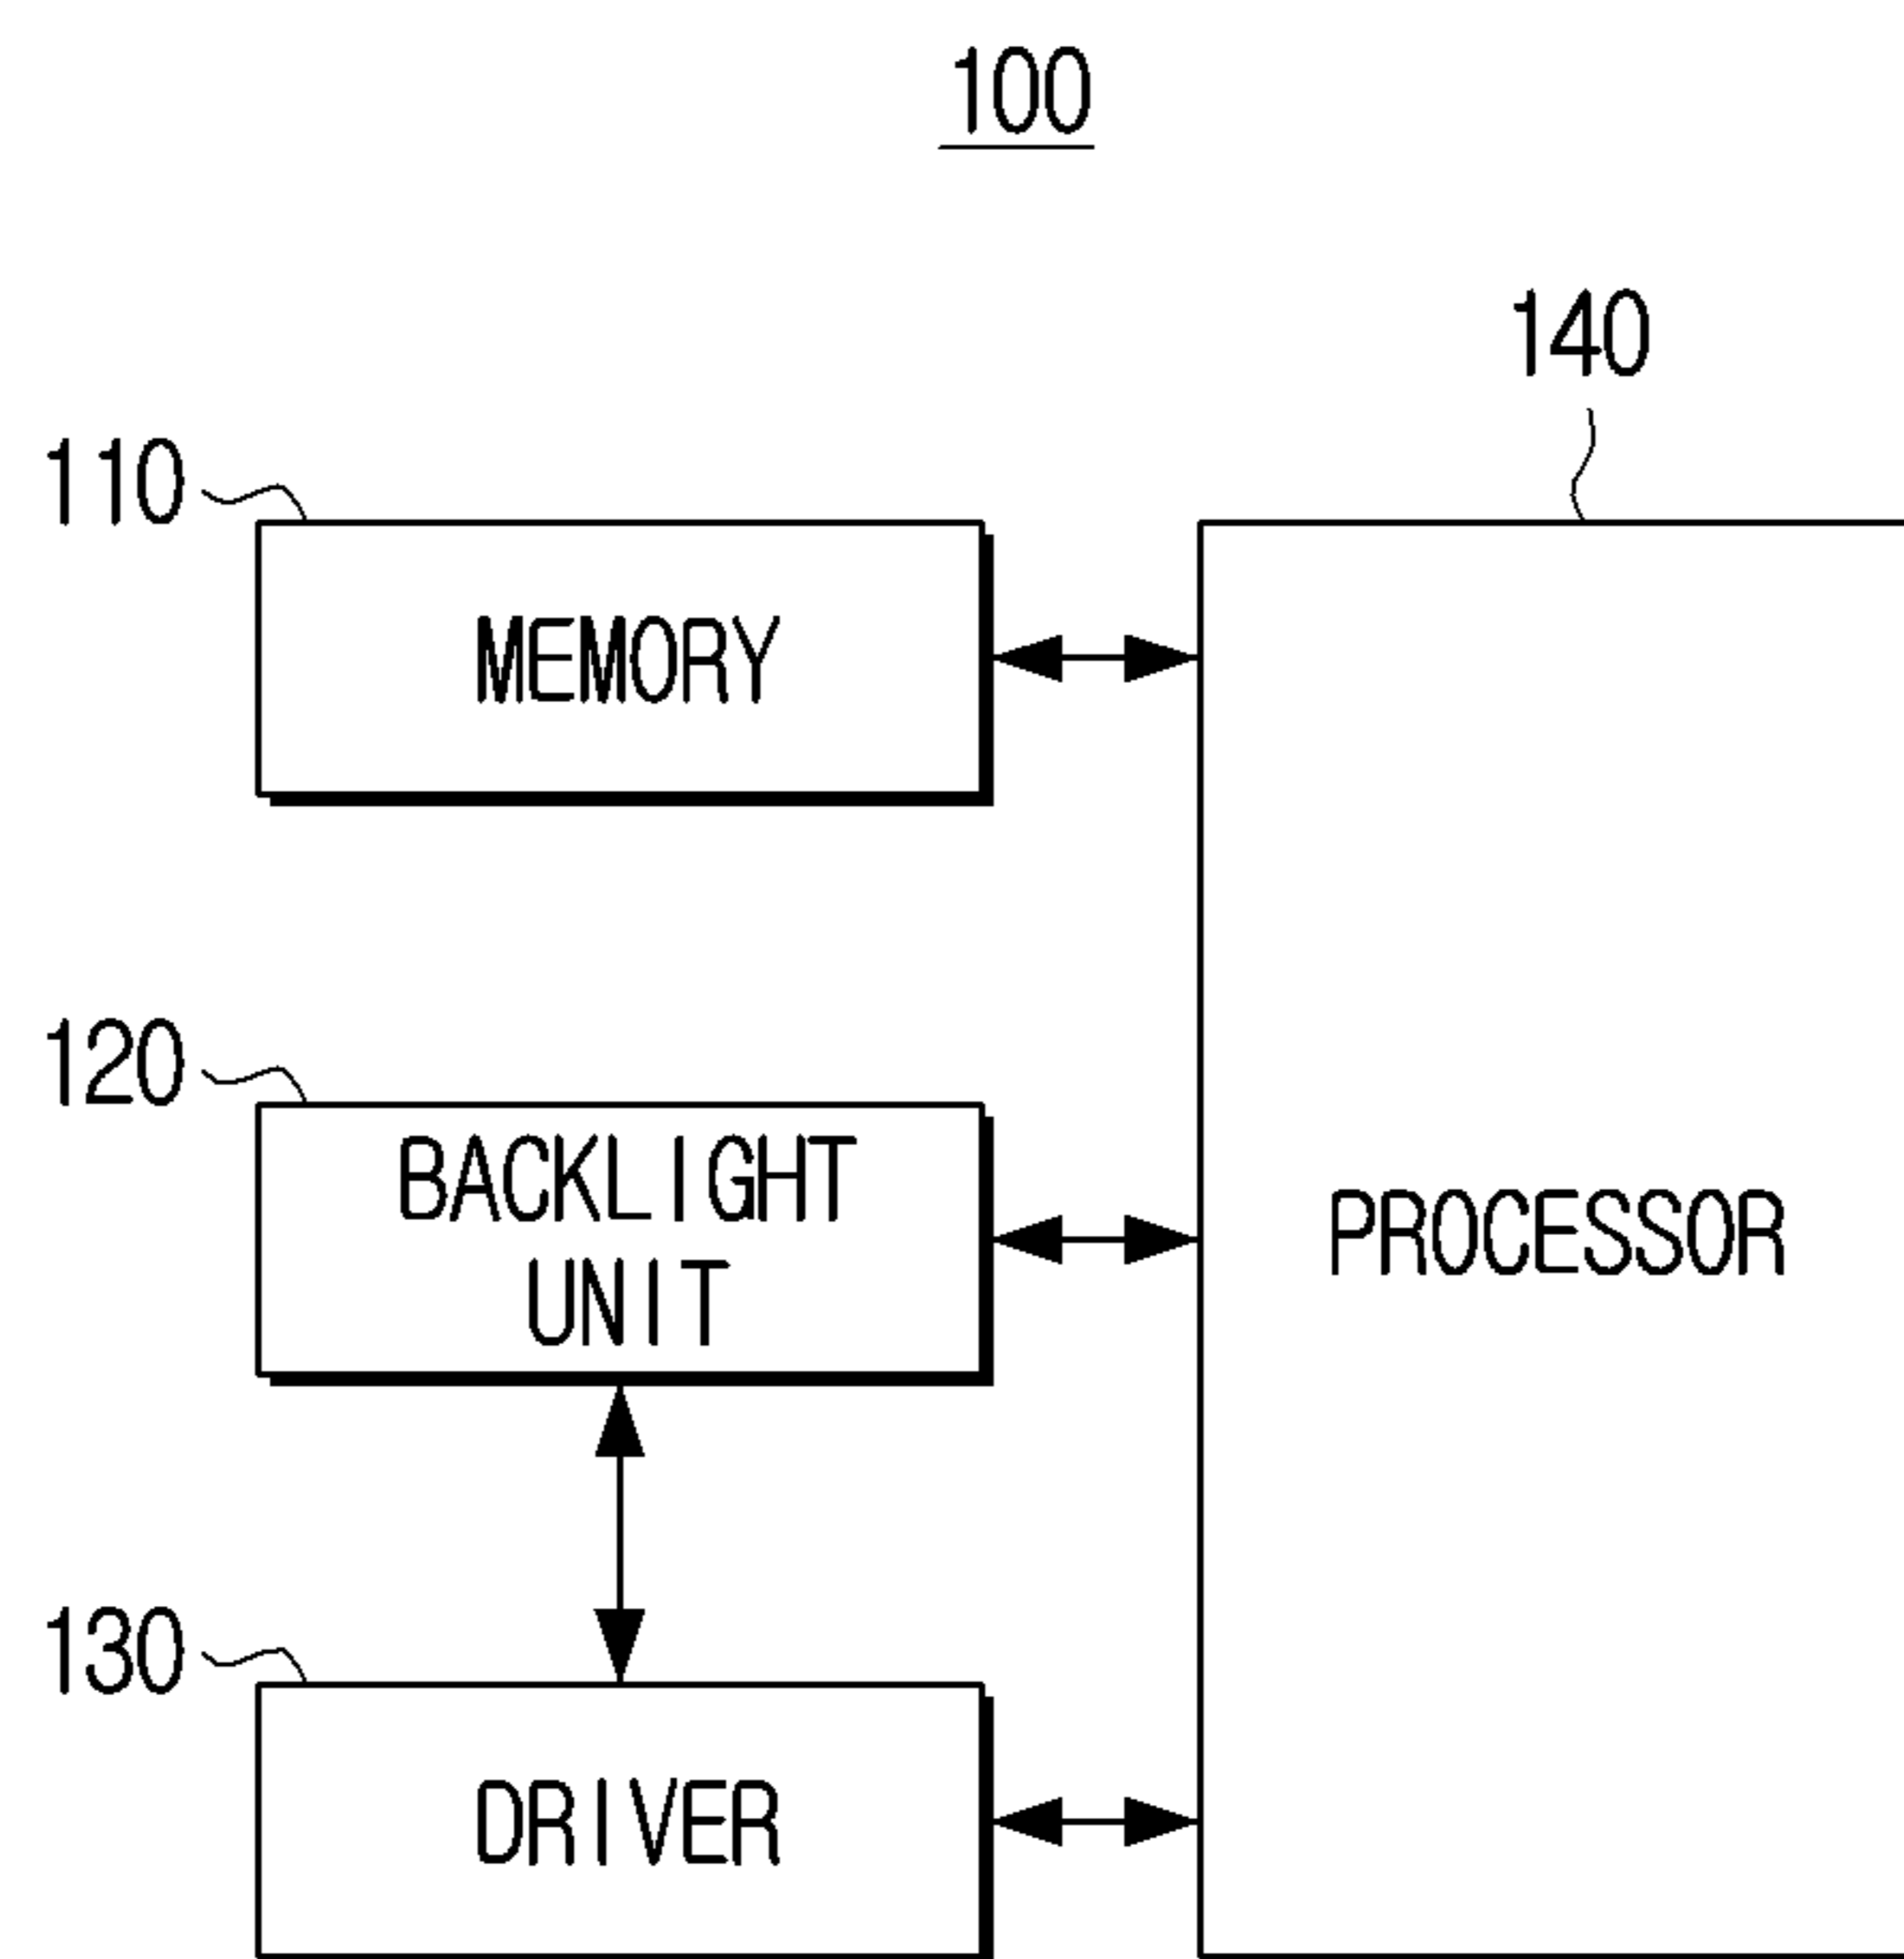 100
140
110
MEMORY
120
BACKLIGHT
UNIT
PROCESSOR
130
DRIVER